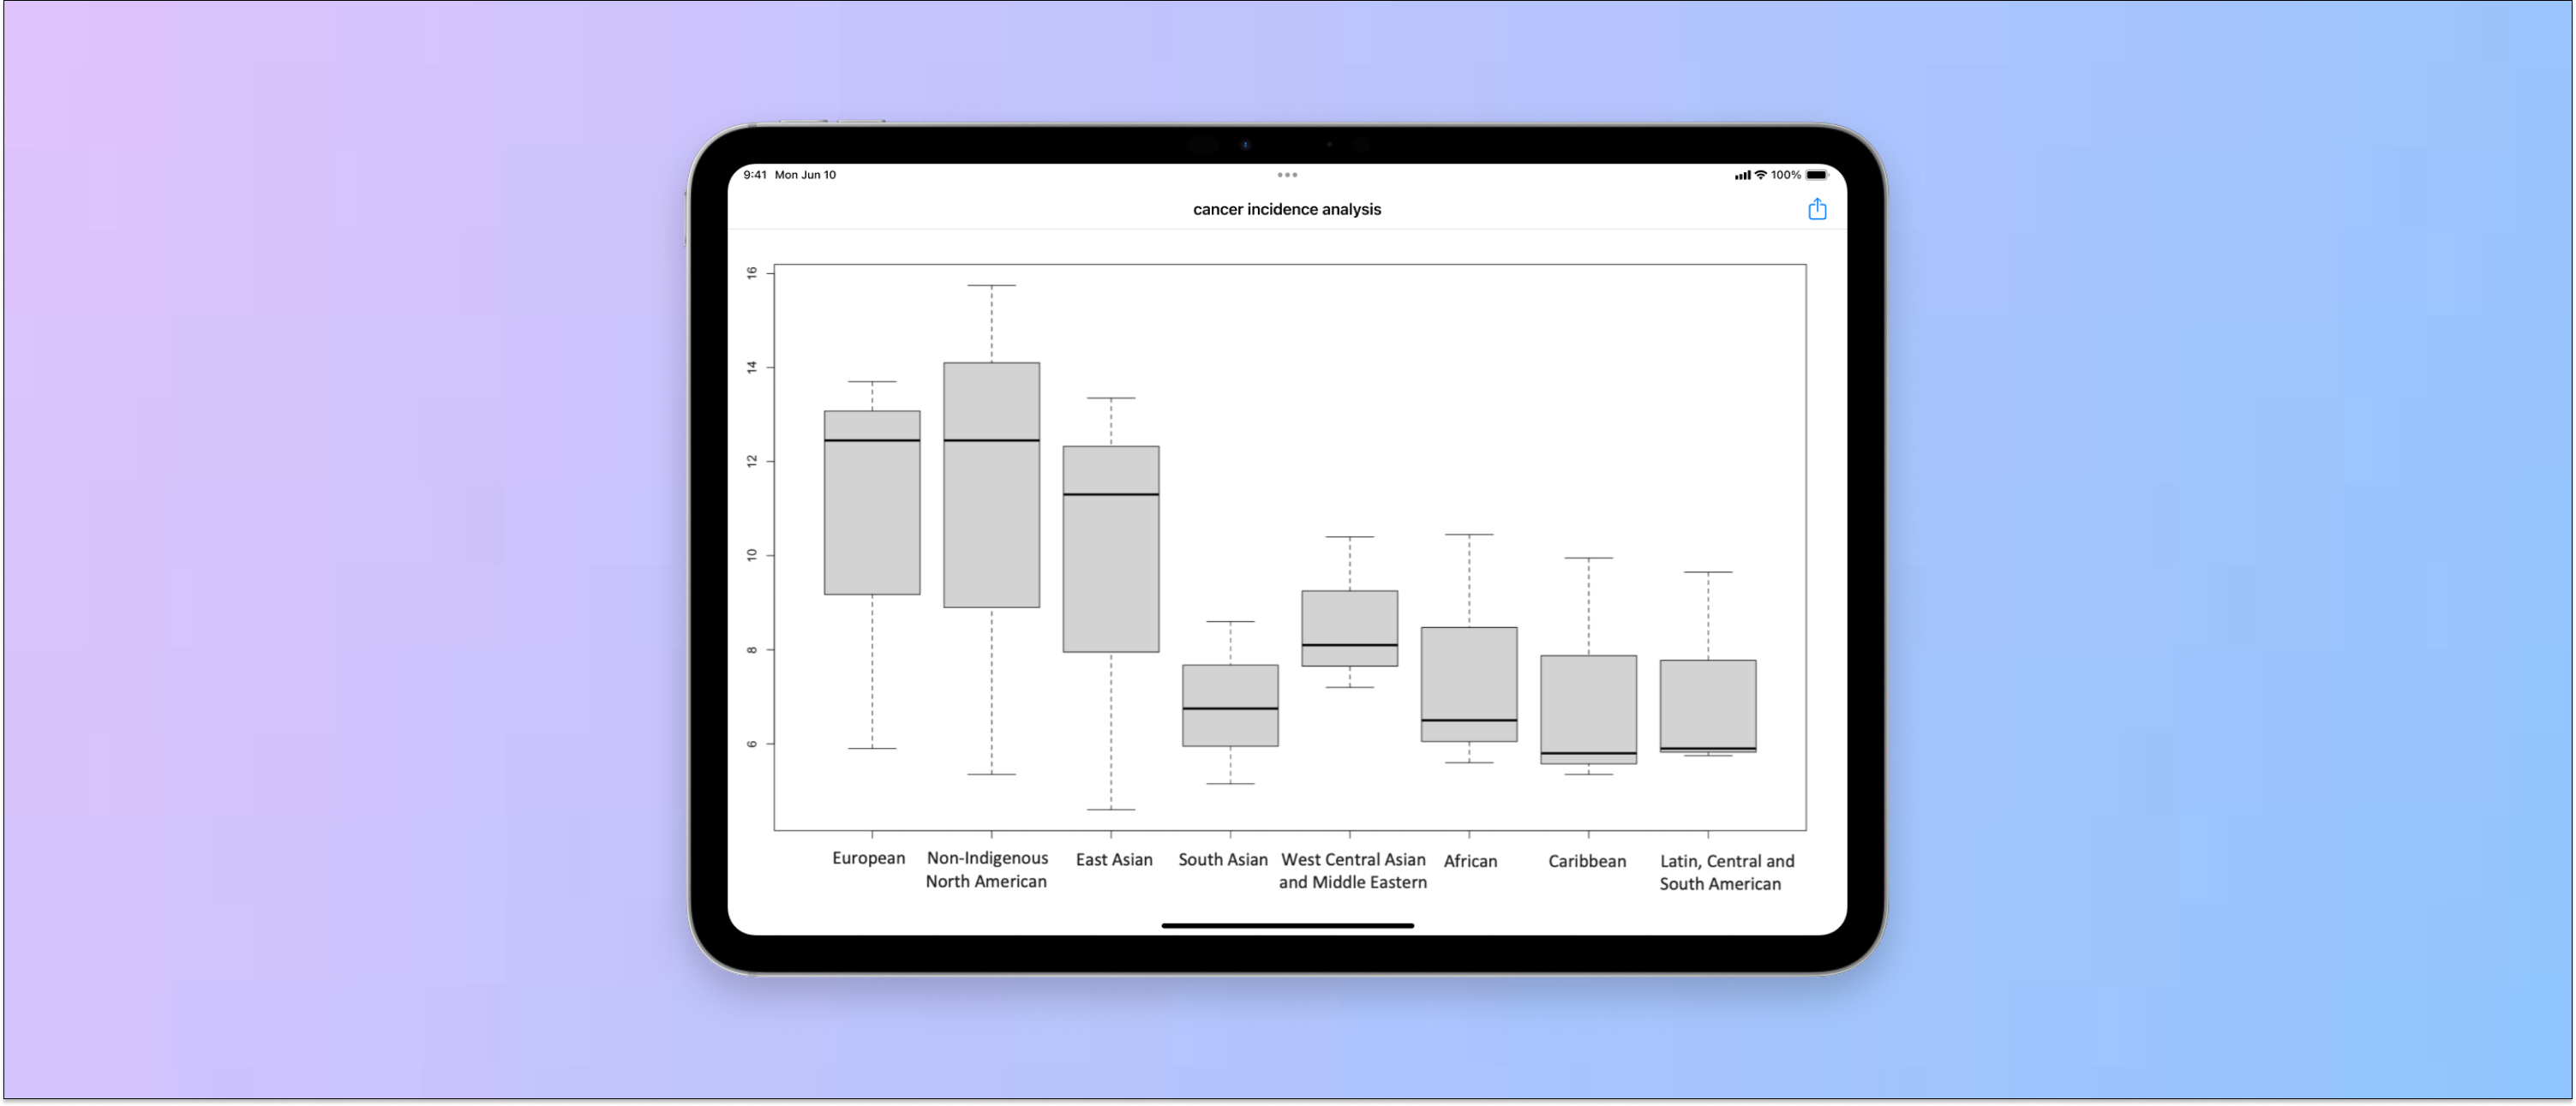 9:41 Mon Jun 10
100%
cancer incidence analysis
16
14
12
10
8
6
European
Non-Indigenous
North American
East Asian
South Asian
West Central Asian
and Middle Eastern
African
Caribbean
Latin, Central and
South American